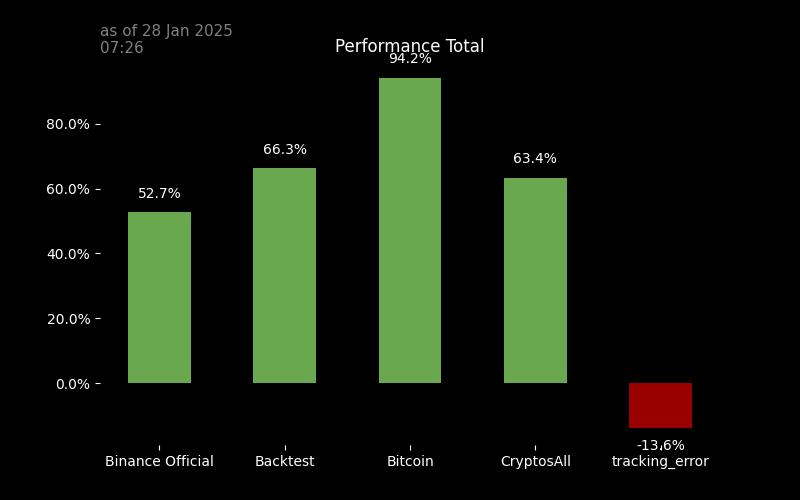 as of 28 Jan 2025
07:26
Performance Total
94.2%
80.0%
66.3%
63.4%
60.0%
52.7%
40.0%
20.0%
0.0%
-13.6%
Binance Official
Backtest
Bitcoin
CryptosAll
tracking_error